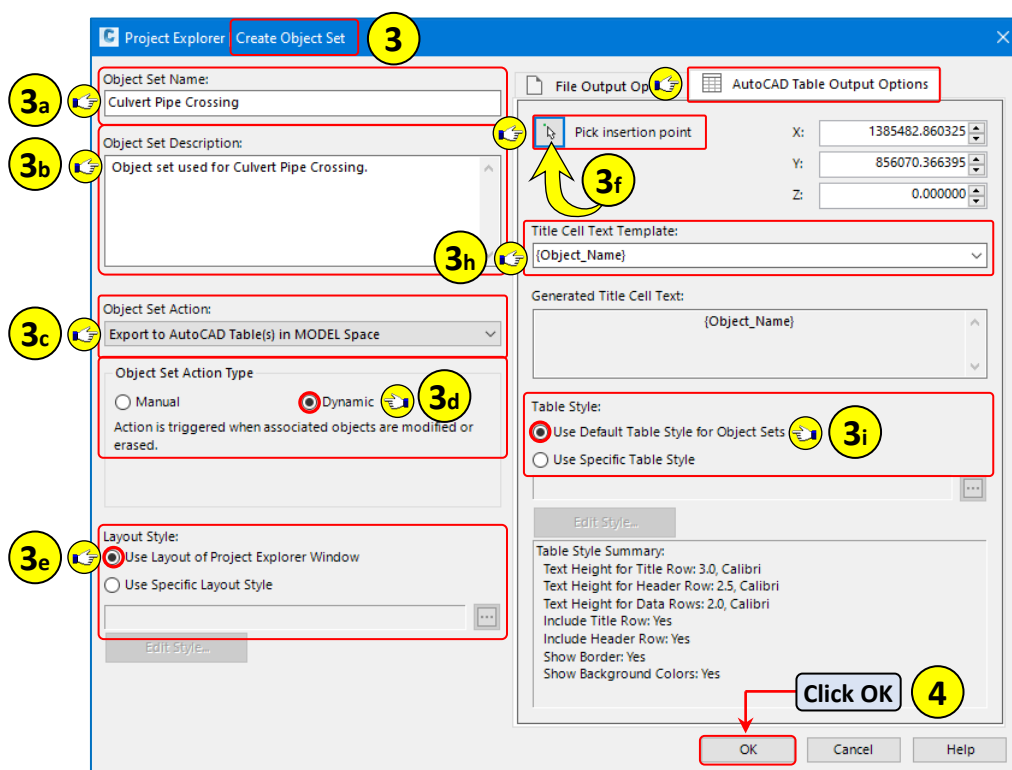 Project Explorer Create Object Set
3
3a
Object Set Name:
Culvert Pipe Crossing
3b
Object Set Description:
Object set used for Culvert Pipe Crossing.
3c
Object Set Action:
Export to AutoCAD Table(s) in MODEL Space
Object Set Action Type
Manual
Dynamic
3d
Action is triggered when associated objects are modified or
erased.
3e
Layout Style:
Use Layout of Project Explorer Window
Use Specific Layout Style
...
Edit Style...
File Output Op
AutoCAD Table Output Options
Pick insertion point
X: 1385482.860325
Y: 856070.366395
Z: 0.000000
3f
3h
Title Cell Text Template:
{Object_Name}
Generated Title Cell Text:
{Object_Name}
Table Style:
Use Default Table Style for Object Sets
3i
Use Specific Table Style
...
Edit Style...
Table Style Summary:
Text Height for Title Row: 3.0, Calibri
Text Height for Header Row: 2.5, Calibri
Text Height for Data Rows: 2.0, Calibri
Include Title Row: Yes
Include Header Row: Yes
Show Border: Yes
Show Background Colors: Yes
Click OK
4
OK
Cancel
Help